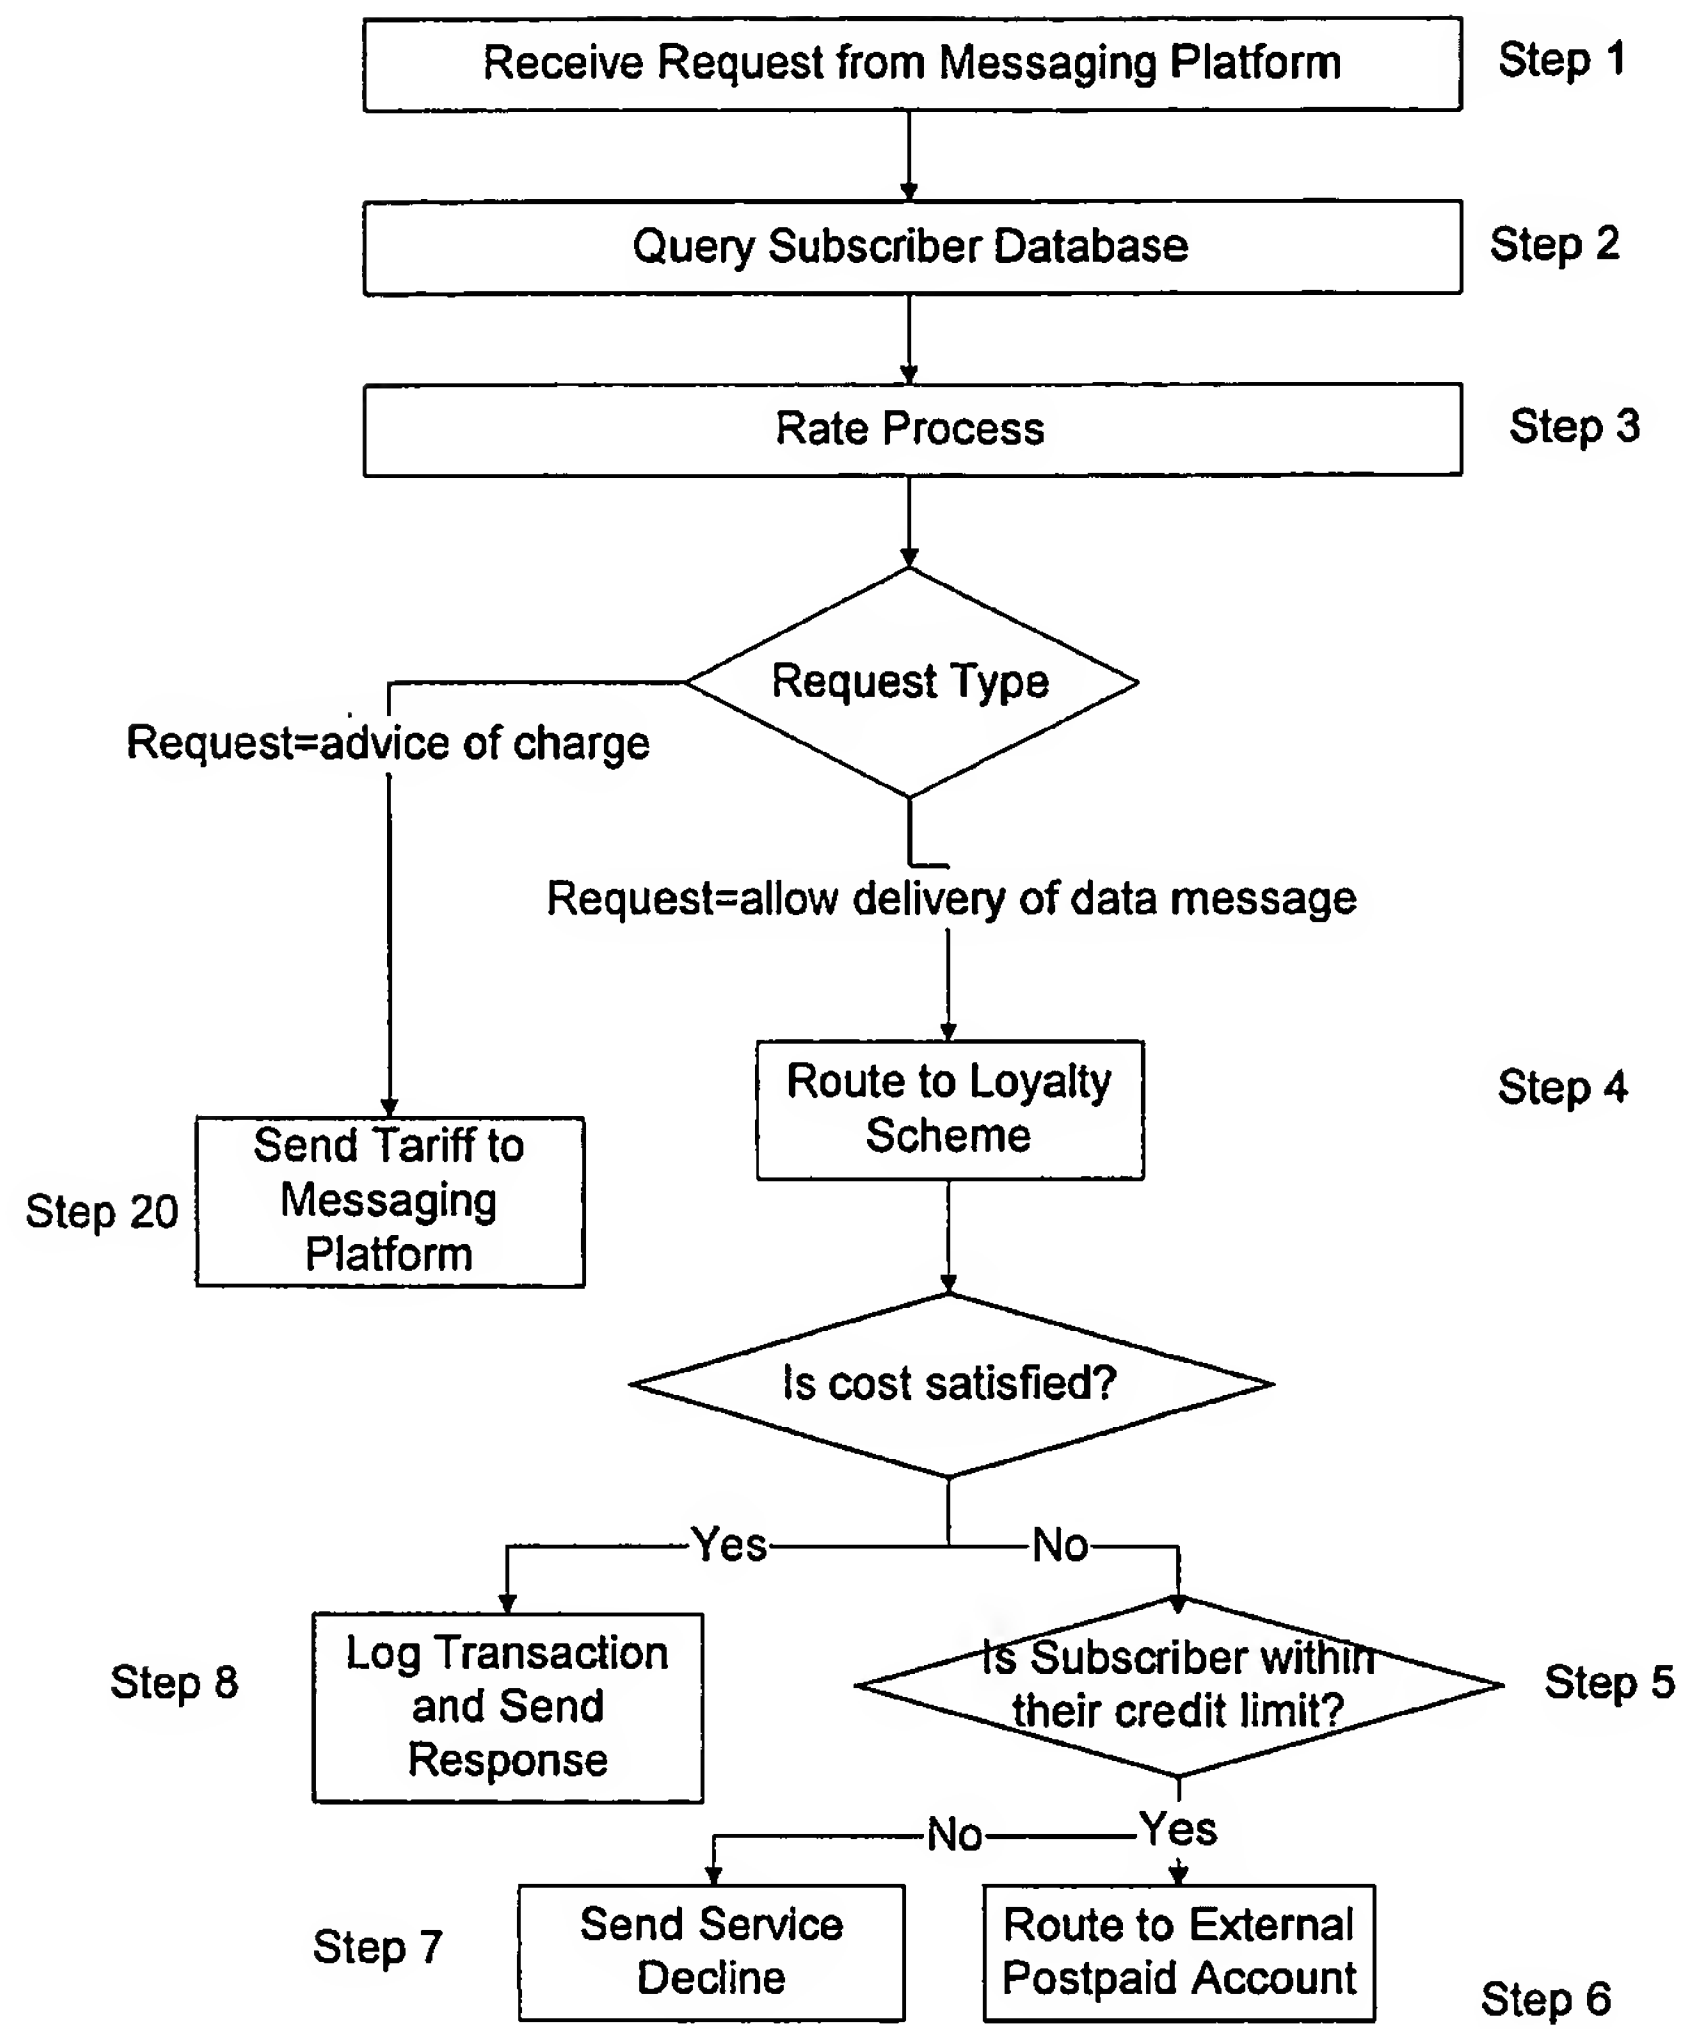 Receive Request from Messaging Platform
Step 1
Query Subscriber Database
Step 2
Rate Process
Step 3
Request Type
Request=advice of charge
Request=allow delivery of data message
Route to Loyalty
Scheme
Step 4
Send Tariff to
Messaging
Platform
Step 20
Is cost satisfied?
Yes
No
Step 8
Log Transaction
and Send
Response
Is Subscriber within
their credit limit?
Step 5
No
Yes
Step 7
Send Service
Decline
Route to External
Postpaid Account
Step 6